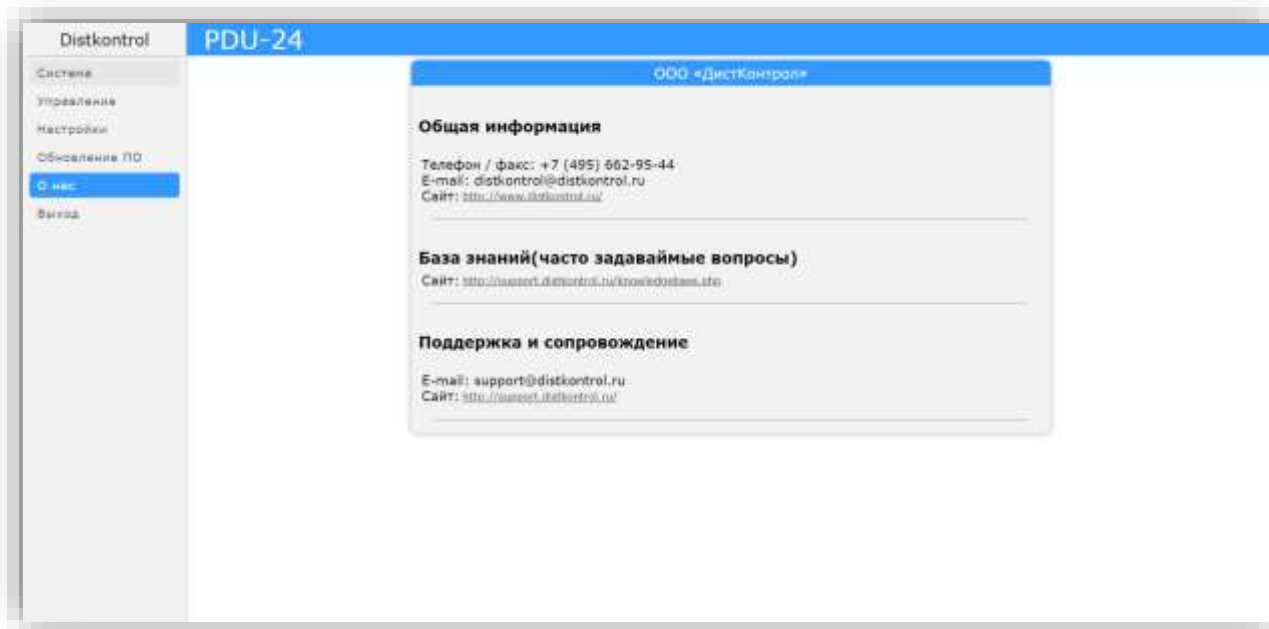 Distkontrol
PDU-24
Система
Управление
Настройки
Обновление ПО
О нас
Выход
ООО «ДистКонтрол»
Общая информация
Телефон / факс: +7 (495) 662-95-44
E-mail: distkontrol@distkontrol.ru
Сайт: http://www.distkontrol.ru/
База знаний(часто задаваймые вопросы)
Сайт: http://support.distkontrol.ru/knowledgebase.php
Поддержка и сопровождение
E-mail: support@distkontrol.ru
Сайт: http://support.distkontrol.ru/